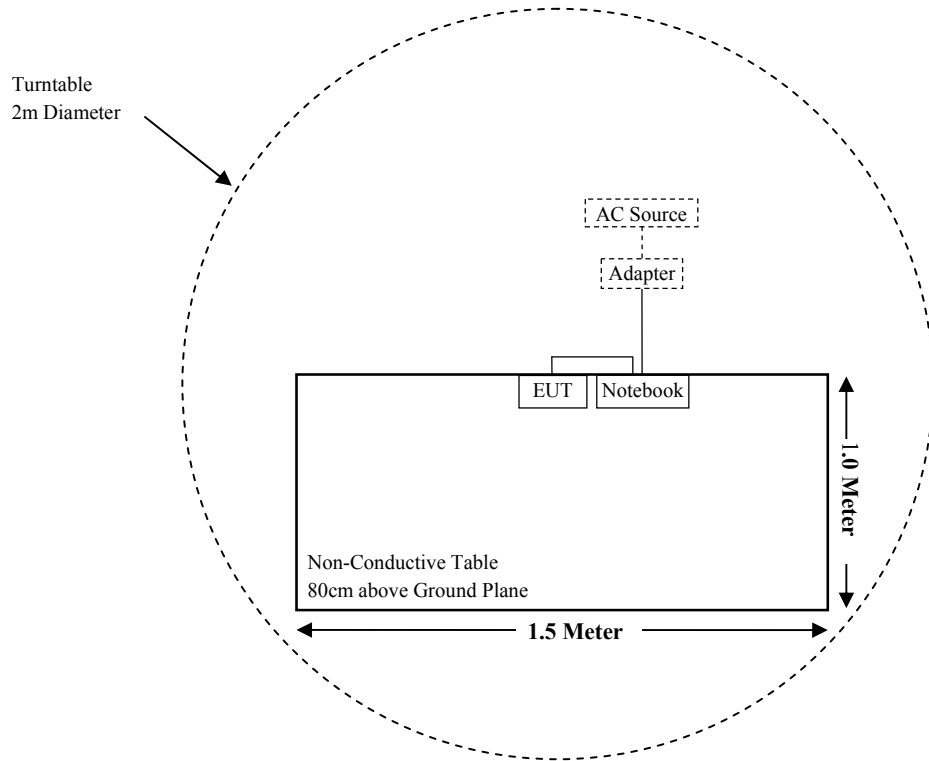 Turntable
2m Diameter
AC Source
Adapter
EUT
Notebook
1.0 Meter
Non-Conductive Table
80cm above Ground Plane
1.5 Meter